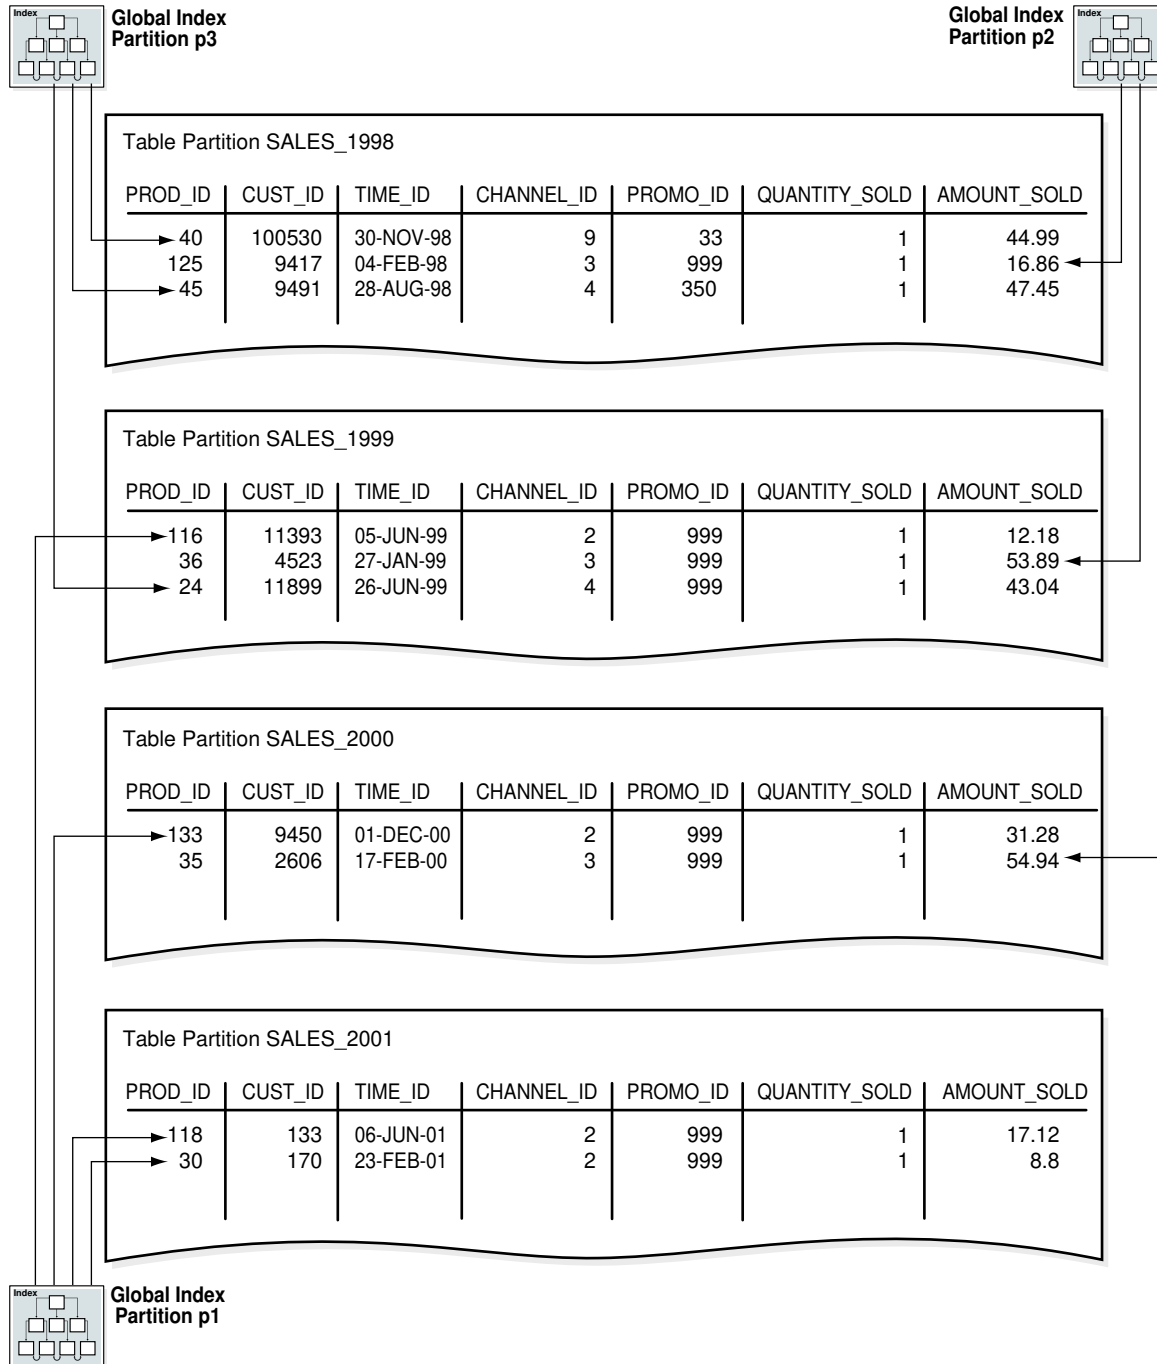 Index
Global Index
Partition p3
Global Index
Partition p2
Index
Table Partition SALES_1998
PROD_ID CUST_ID TIME_ID CHANNEL_ID PROMO_ID QUANTITY_SOLD AMOUNT_SOLD
40 100530 30-NOV-98 9 33 1 44.99
125 9417 04-FEB-98 3 999 1 16.86
45 9491 28-AUG-98 4 350 1 47.45
Table Partition SALES_1999
PROD_ID CUST_ID TIME_ID CHANNEL_ID PROMO_ID QUANTITY_SOLD AMOUNT_SOLD
116 11393 05-JUN-99 2 999 1 12.18
36 4523 27-JAN-99 3 999 1 53.89
24 11899 26-JUN-99 4 999 1 43.04
Table Partition SALES_2000
PROD_ID CUST_ID TIME_ID CHANNEL_ID PROMO_ID QUANTITY_SOLD AMOUNT_SOLD
133 9450 01-DEC-00 2 999 1 31.28
35 2606 17-FEB-00 3 999 1 54.94
Table Partition SALES_2001
PROD_ID CUST_ID TIME_ID CHANNEL_ID PROMO_ID QUANTITY_SOLD AMOUNT_SOLD
118 133 06-JUN-01 2 999 1 17.12
30 170 23-FEB-01 2 999 1 8.8
Index
Global Index
Partition p1